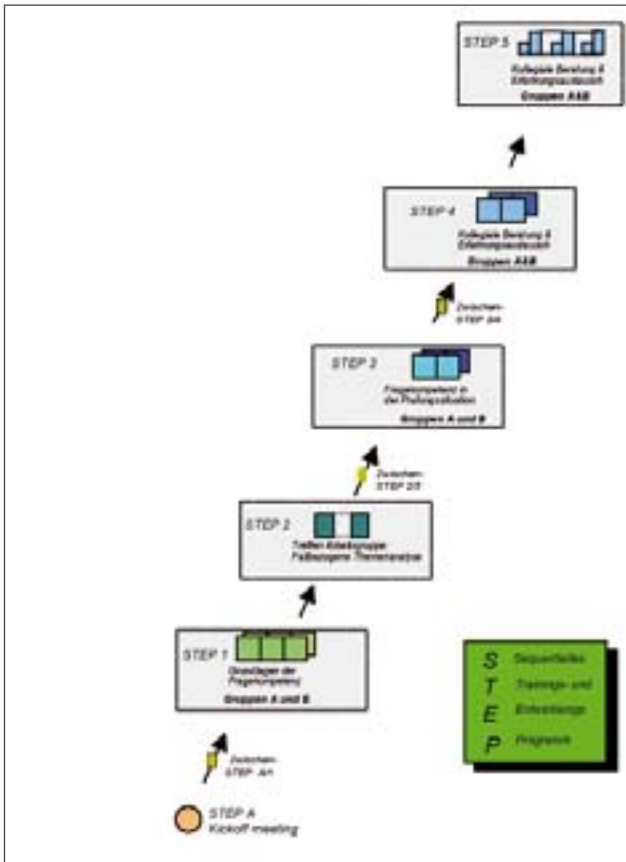 STEP 5
Kollegiale Beratung &
Erfahrungsaustausch
Gruppen A&B
STEP 4
Kollegiale Beratung &
Erfahrungsaustausch
Gruppen A&B
Zwischen-
STEP 3/4
STEP 3
Fragekompetenz in
der Prüfungssituation
Gruppen A und B
Zwischen-
STEP 2/3
STEP 2
Treffen Arbeitsgruppe
Fallbezogene Themenanalyse
STEP 1
Grundlagen der
Fragekompetenz
Gruppen A und B
S Sequentielles
T Trainings- und
E Entwicklungs
P Programm
Zwischen-
STEP A/1
STEP A
Kickoff meeting